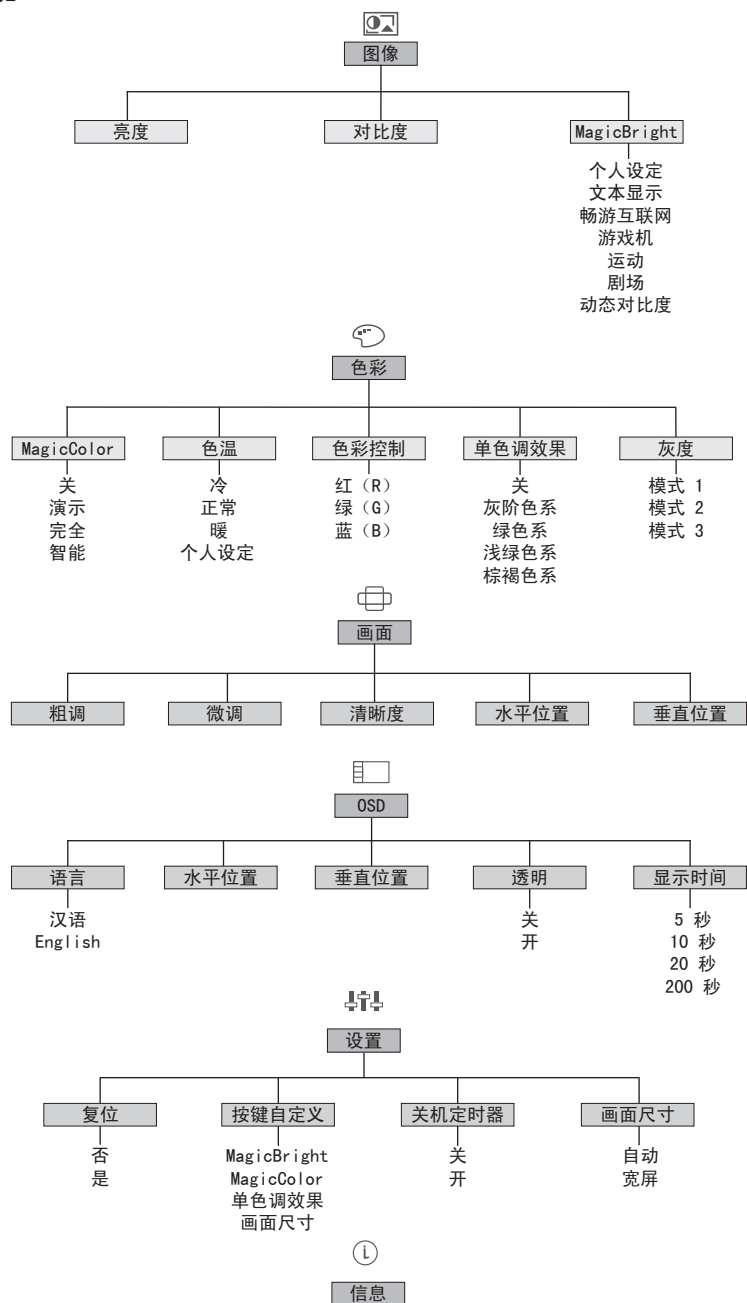 图像
亮度 对比度 MagicBright
个人设定
文本显示
畅游互联网
游戏机
运动
剧场
动态对比度
色彩
MagicColor 色温 色彩控制 单色调效果 灰度
关 冷 红（R） 关 模式 1
演示 正常 绿（G） 灰阶色系 模式 2
完全 暖 蓝（B） 绿色系 模式 3
智能 个人设定 浅绿色系
棕褐色系
画面
粗调 微调 清晰度 水平位置 垂直位置
OSD
语言 水平位置 垂直位置 透明 显示时间
汉语 关 5 秒
English 开 10 秒
20 秒
200 秒
设置
复位 按键自定义 关机定时器 画面尺寸
否 MagicBright 关 自动
是 MagicColor 开 宽屏
单色调效果
画面尺寸
信息